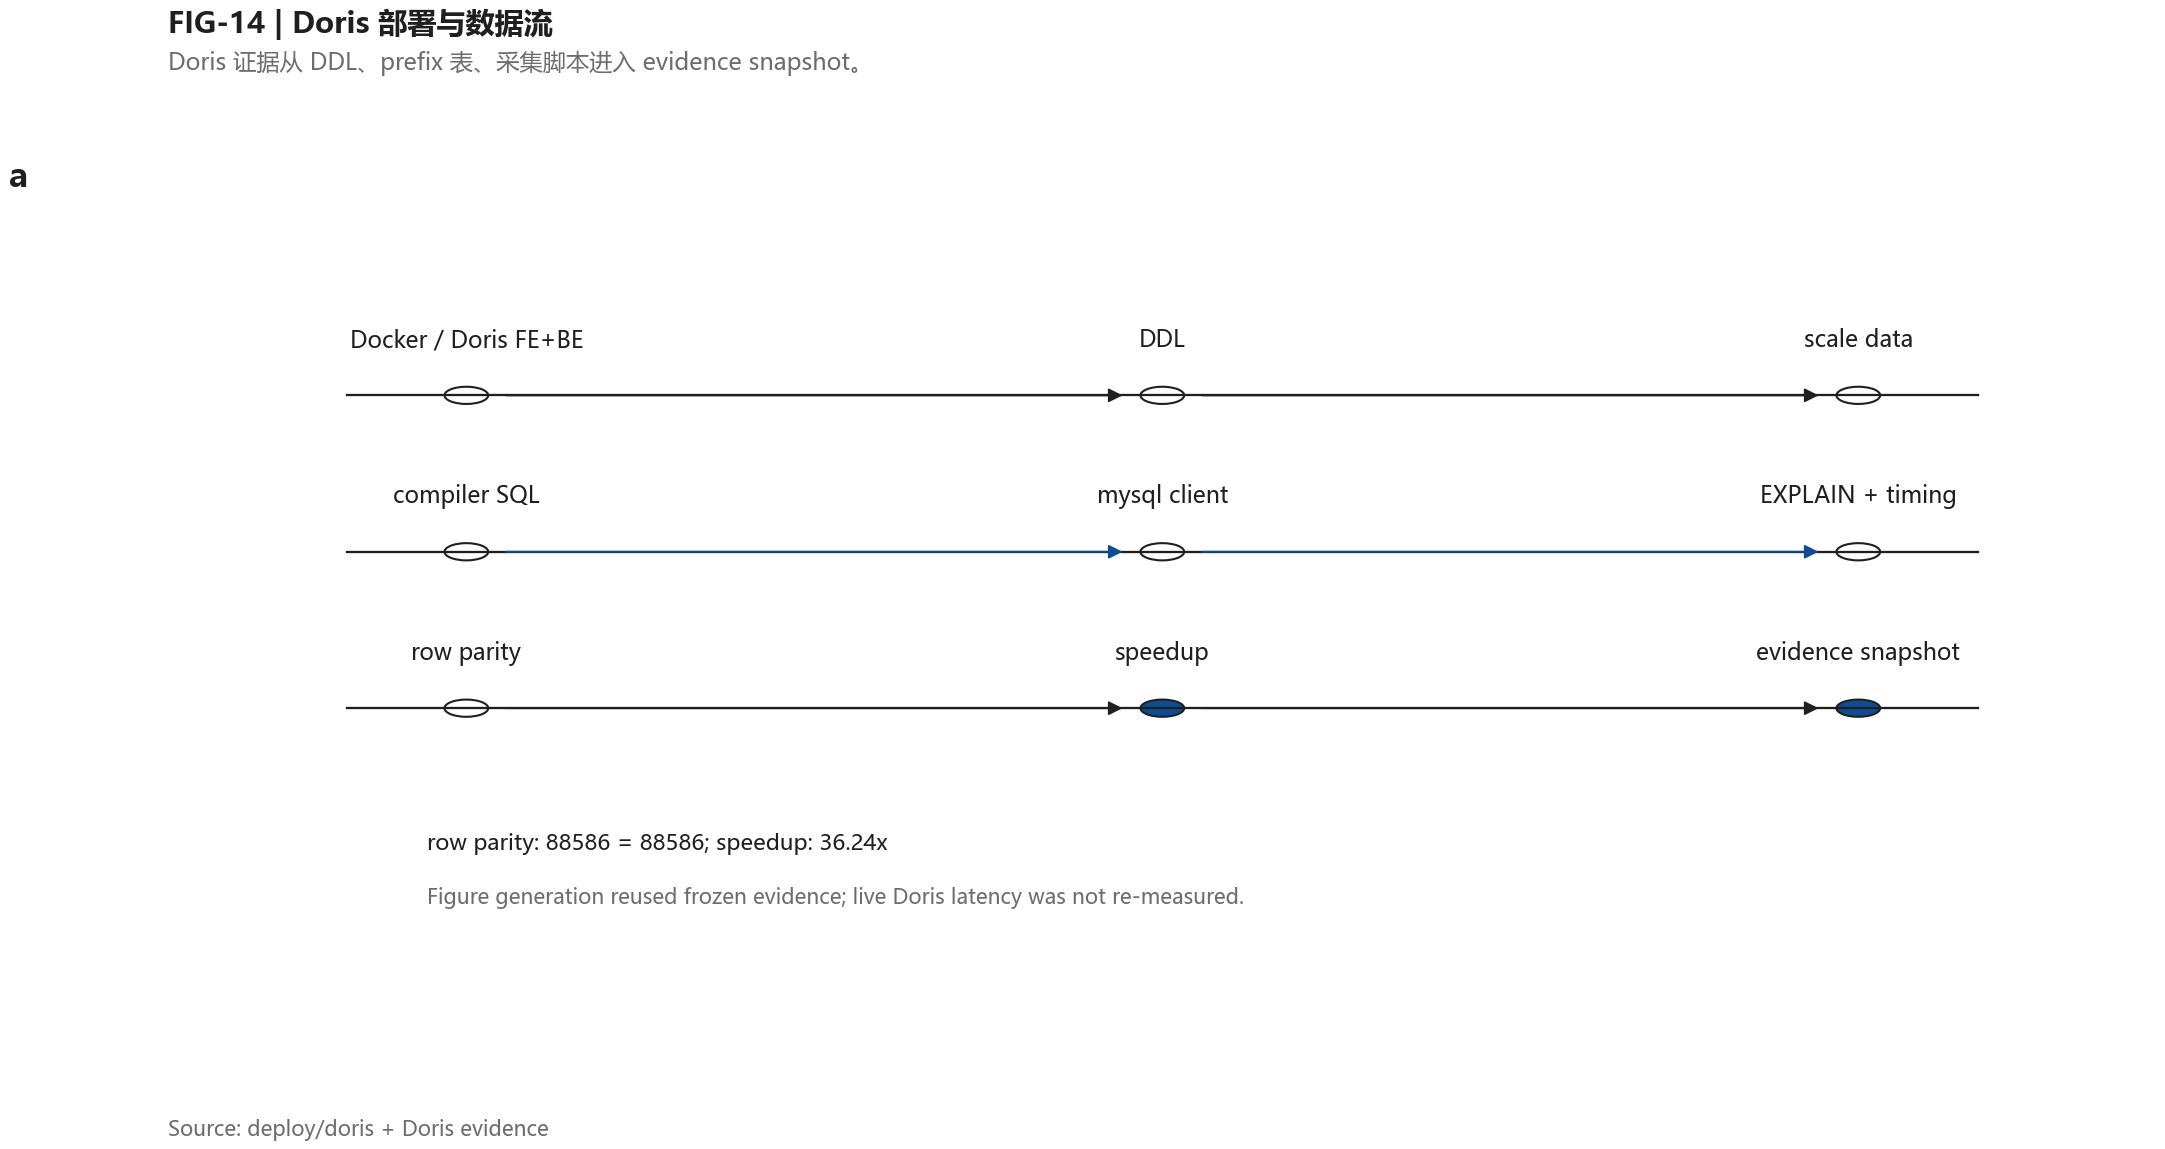 FIG-14 | Doris 部署与数据流
Doris 证据从 DDL、prefix 表、采集脚本进入 evidence snapshot。
a
Docker / Doris FE+BE
DDL
scale data
compiler SQL
mysql client
EXPLAIN + timing
row parity
speedup
evidence snapshot
row parity: 88586 = 88586; speedup: 36.24x
Figure generation reused frozen evidence; live Doris latency was not re-measured.
Source: deploy/doris + Doris evidence